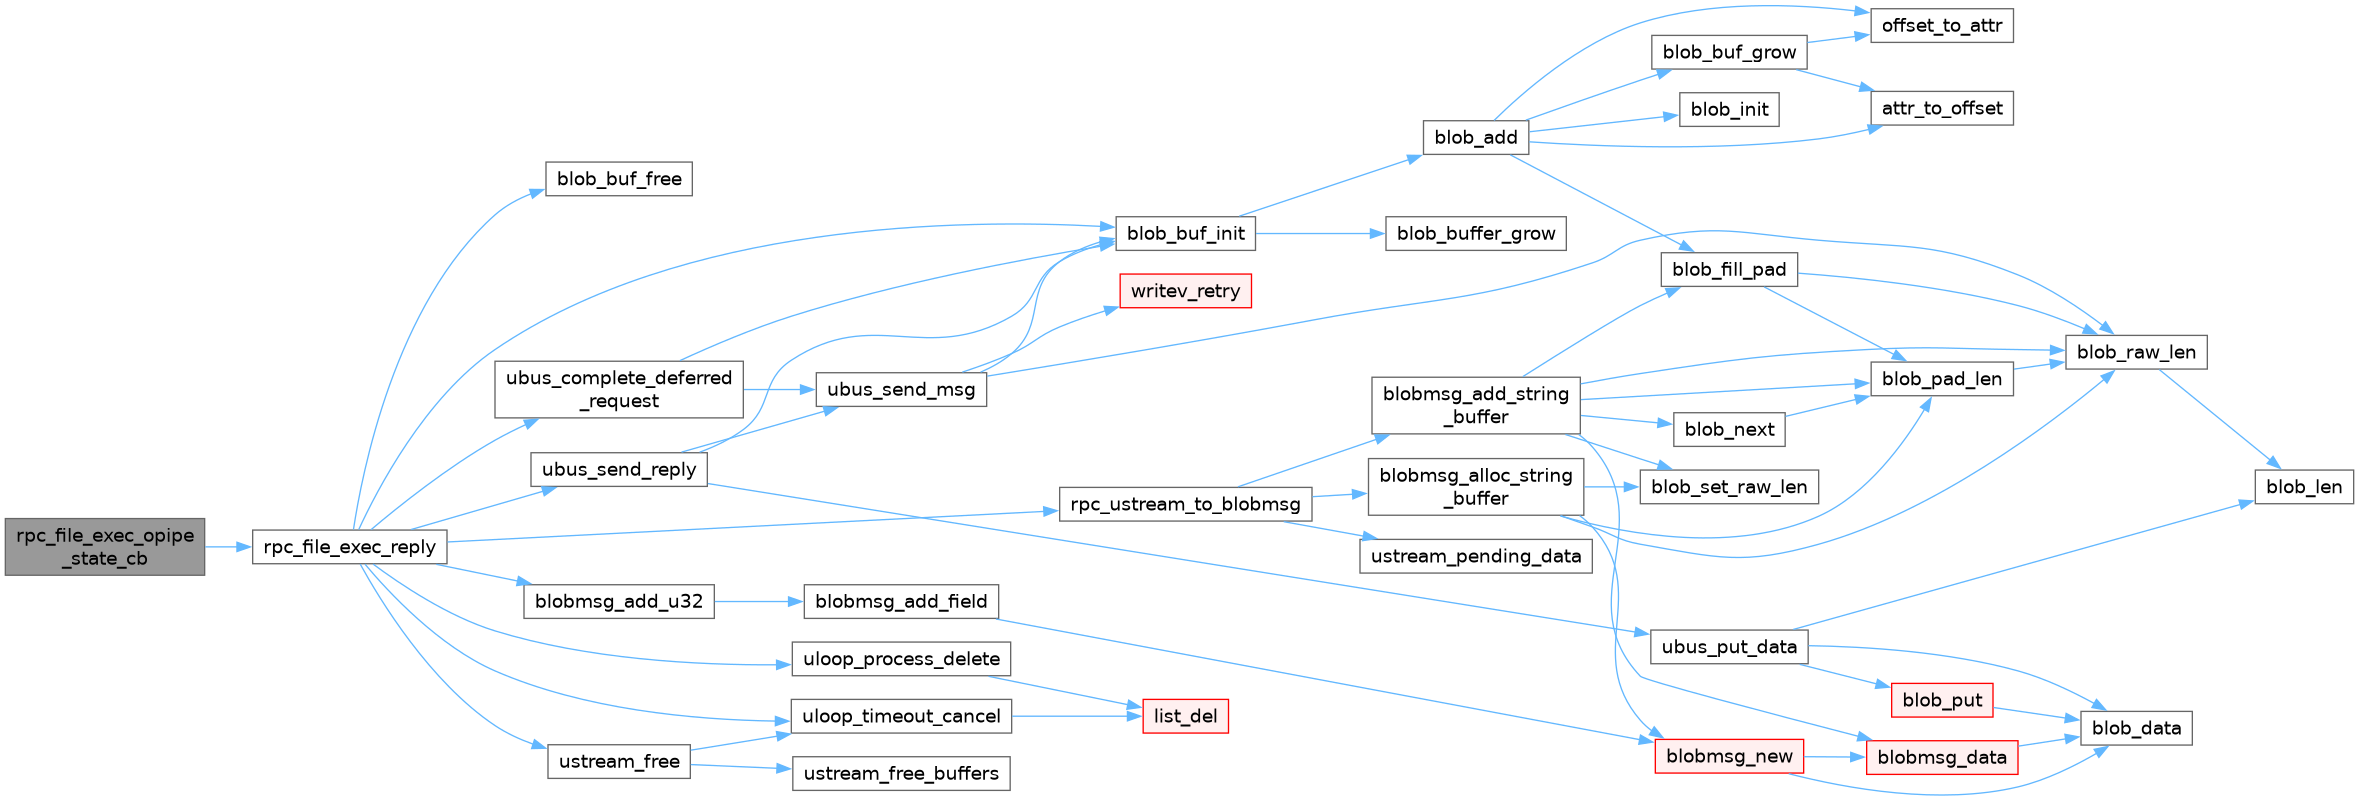 offset_to_attr
blob_buf_grow
blob_init
attr_to_offset
blob_add
blob_buf_free
blob_buf_init
blob_buffer_grow
blob_fill_pad
writev_retry
blob_raw_len
ubus_complete_deferred
_request
ubus_send_msg
blob_pad_len
blobmsg_add_string
_buffer
blob_next
ubus_send_reply
blobmsg_alloc_string
_buffer
blob_set_raw_len
blob_len
rpc_ustream_to_blobmsg
rpc_file_exec_opipe
_state_cb
rpc_file_exec_reply
ustream_pending_data
blobmsg_add_u32
blobmsg_add_field
ubus_put_data
uloop_process_delete
blob_put
uloop_timeout_cancel
list_del
blob_data
ustream_free
blobmsg_new
blobmsg_data
ustream_free_buffers